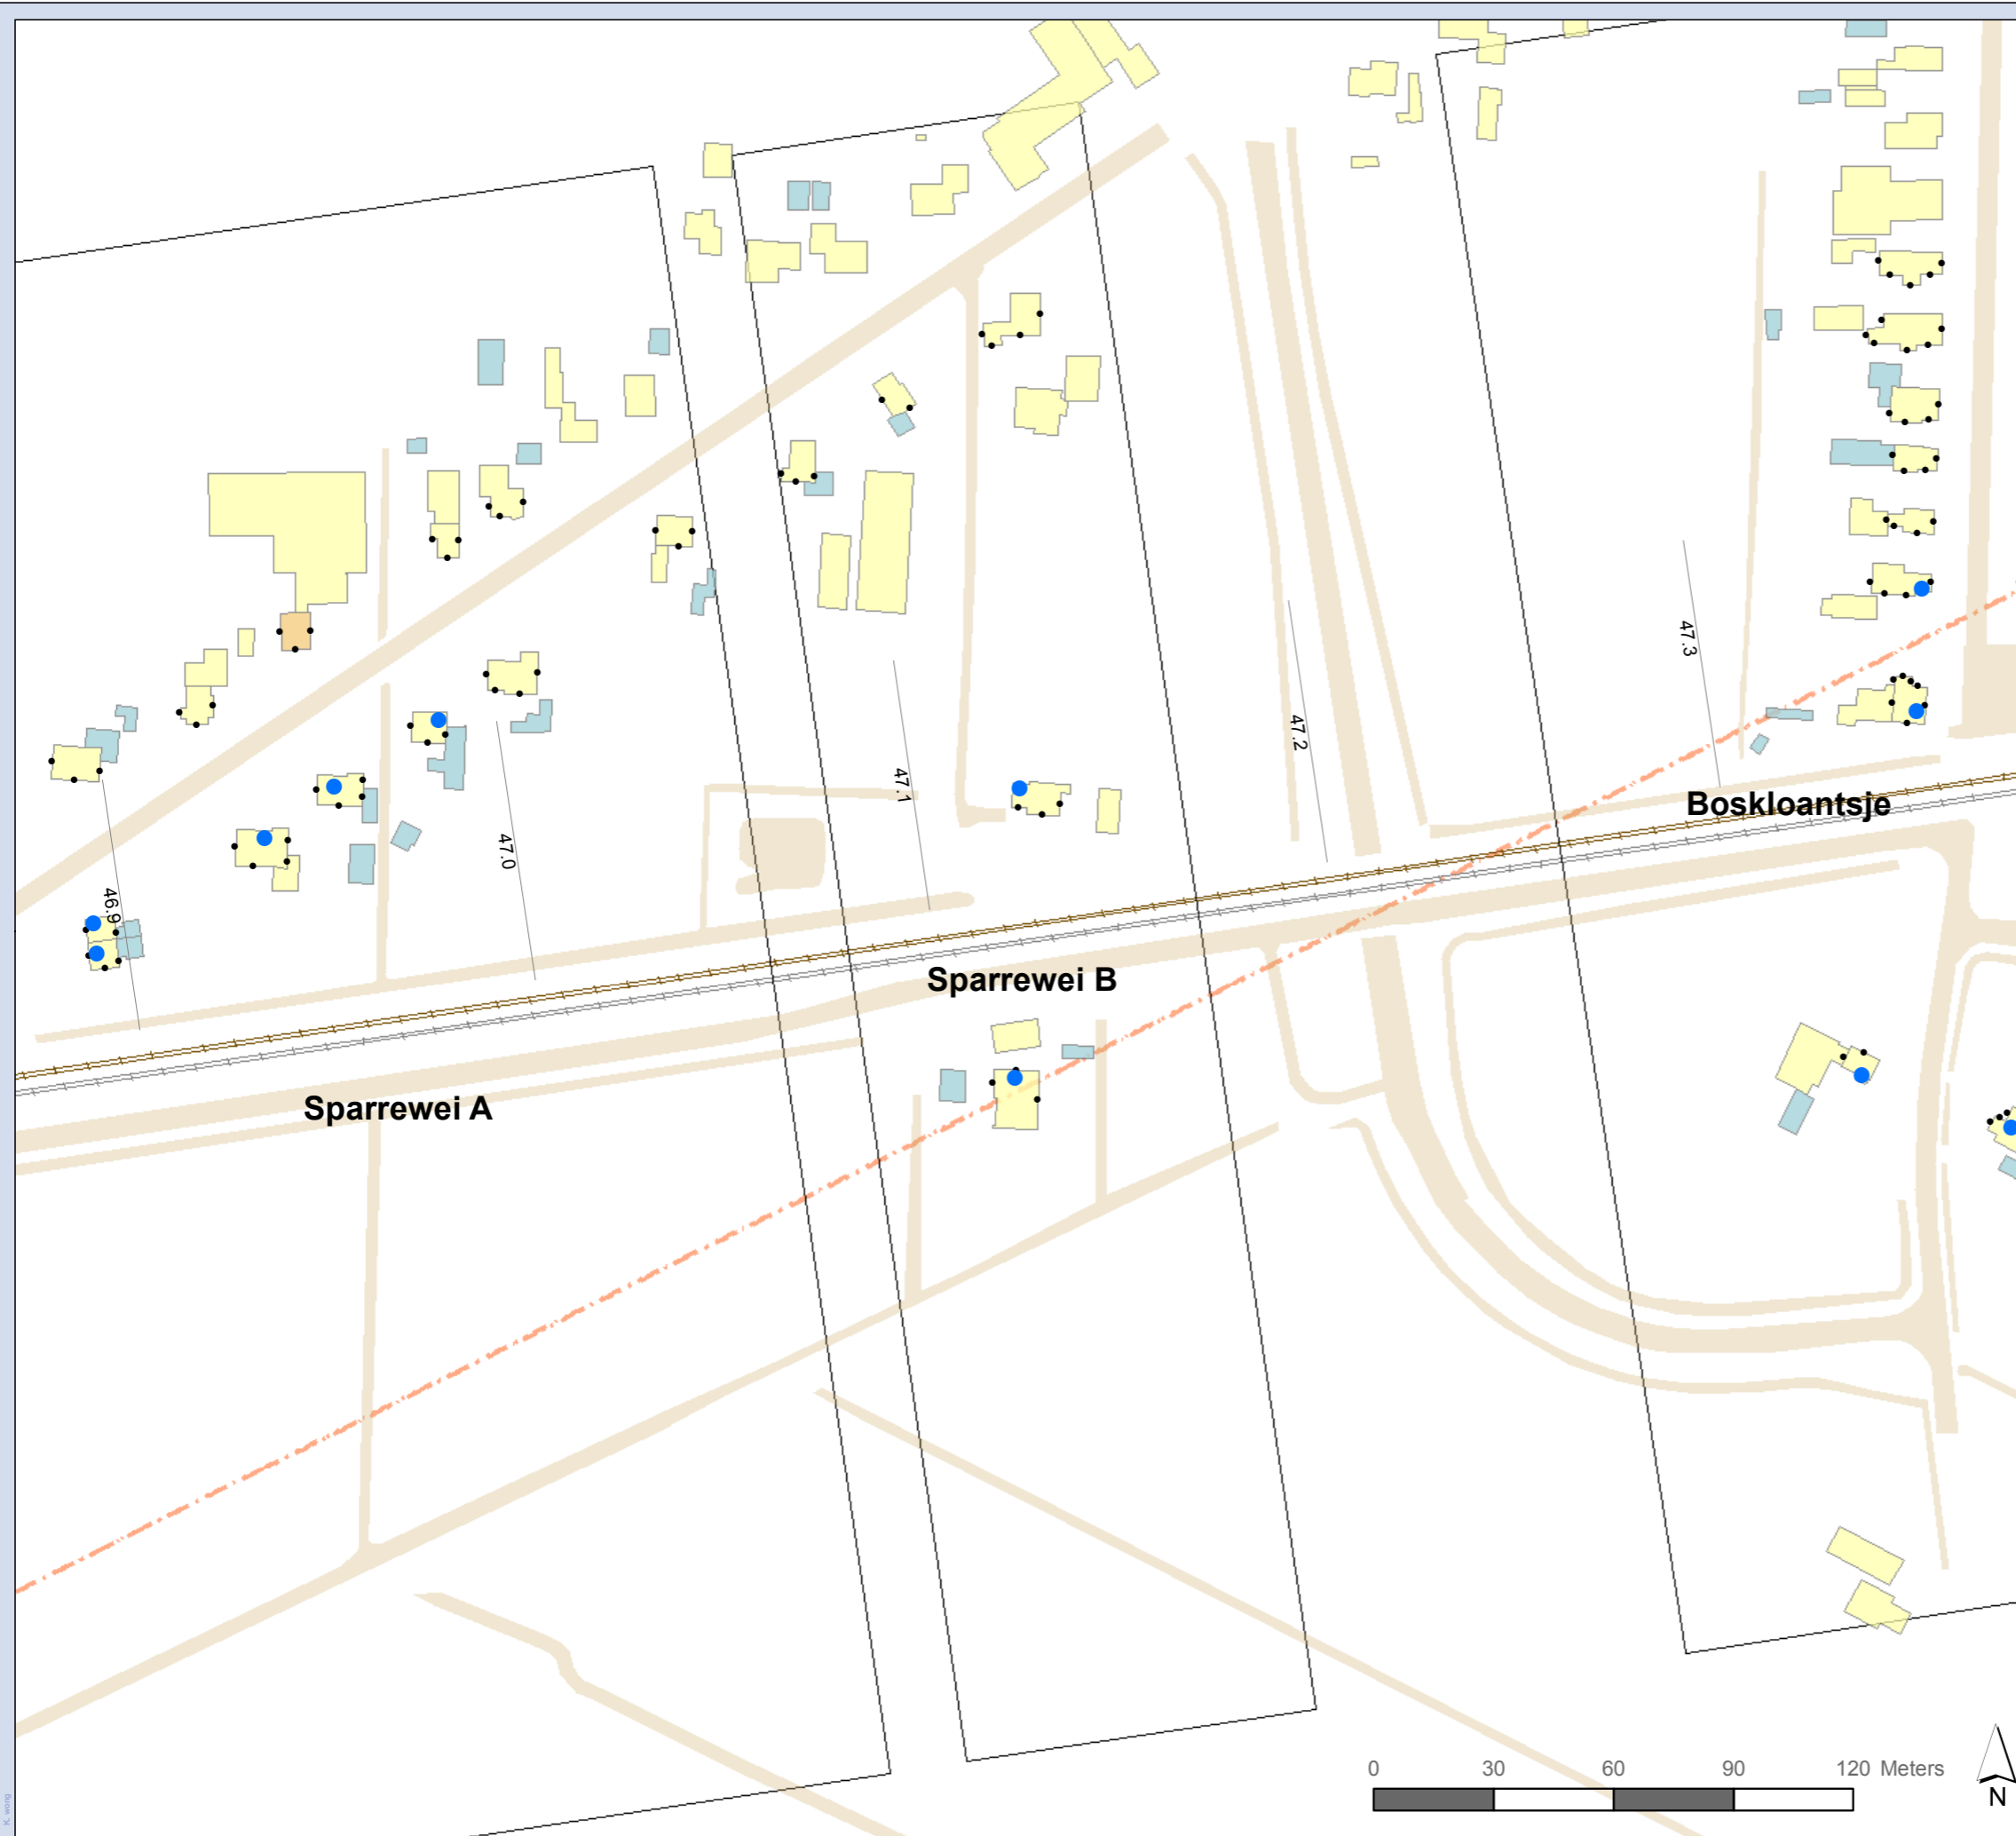 47.3
47.2
47.1
Boskloantsje
47.0
46.9
Sparrewei B
Sparrewei A
0 30 60 90 120 Meters
N
K. wong